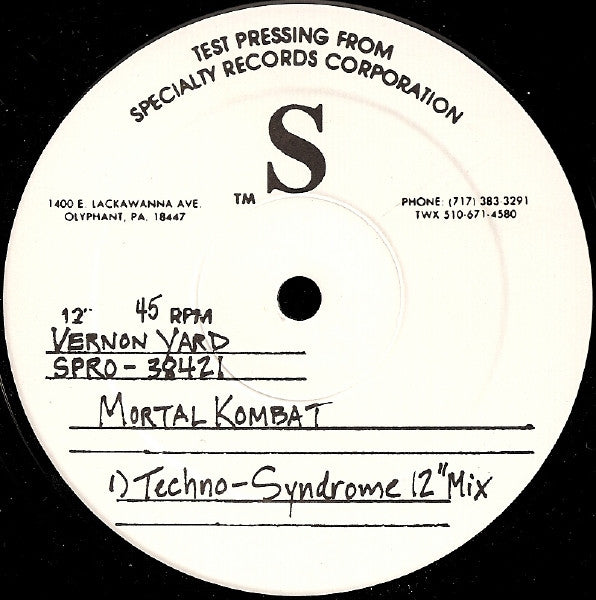 TEST PRESSING FROM
SPECIALTY RECORDS CORPORATION
S
TM
1400 E. LACKAWANNA AVE.
OLYPHANT, PA. 18447
PHONE: (717) 383 3291
TWX 510-671-4580
12" 45 RPM
VERNON YARD
SPRO-38421
MORTAL KOMBAT
1) Techno-Syndrome 12" Mix